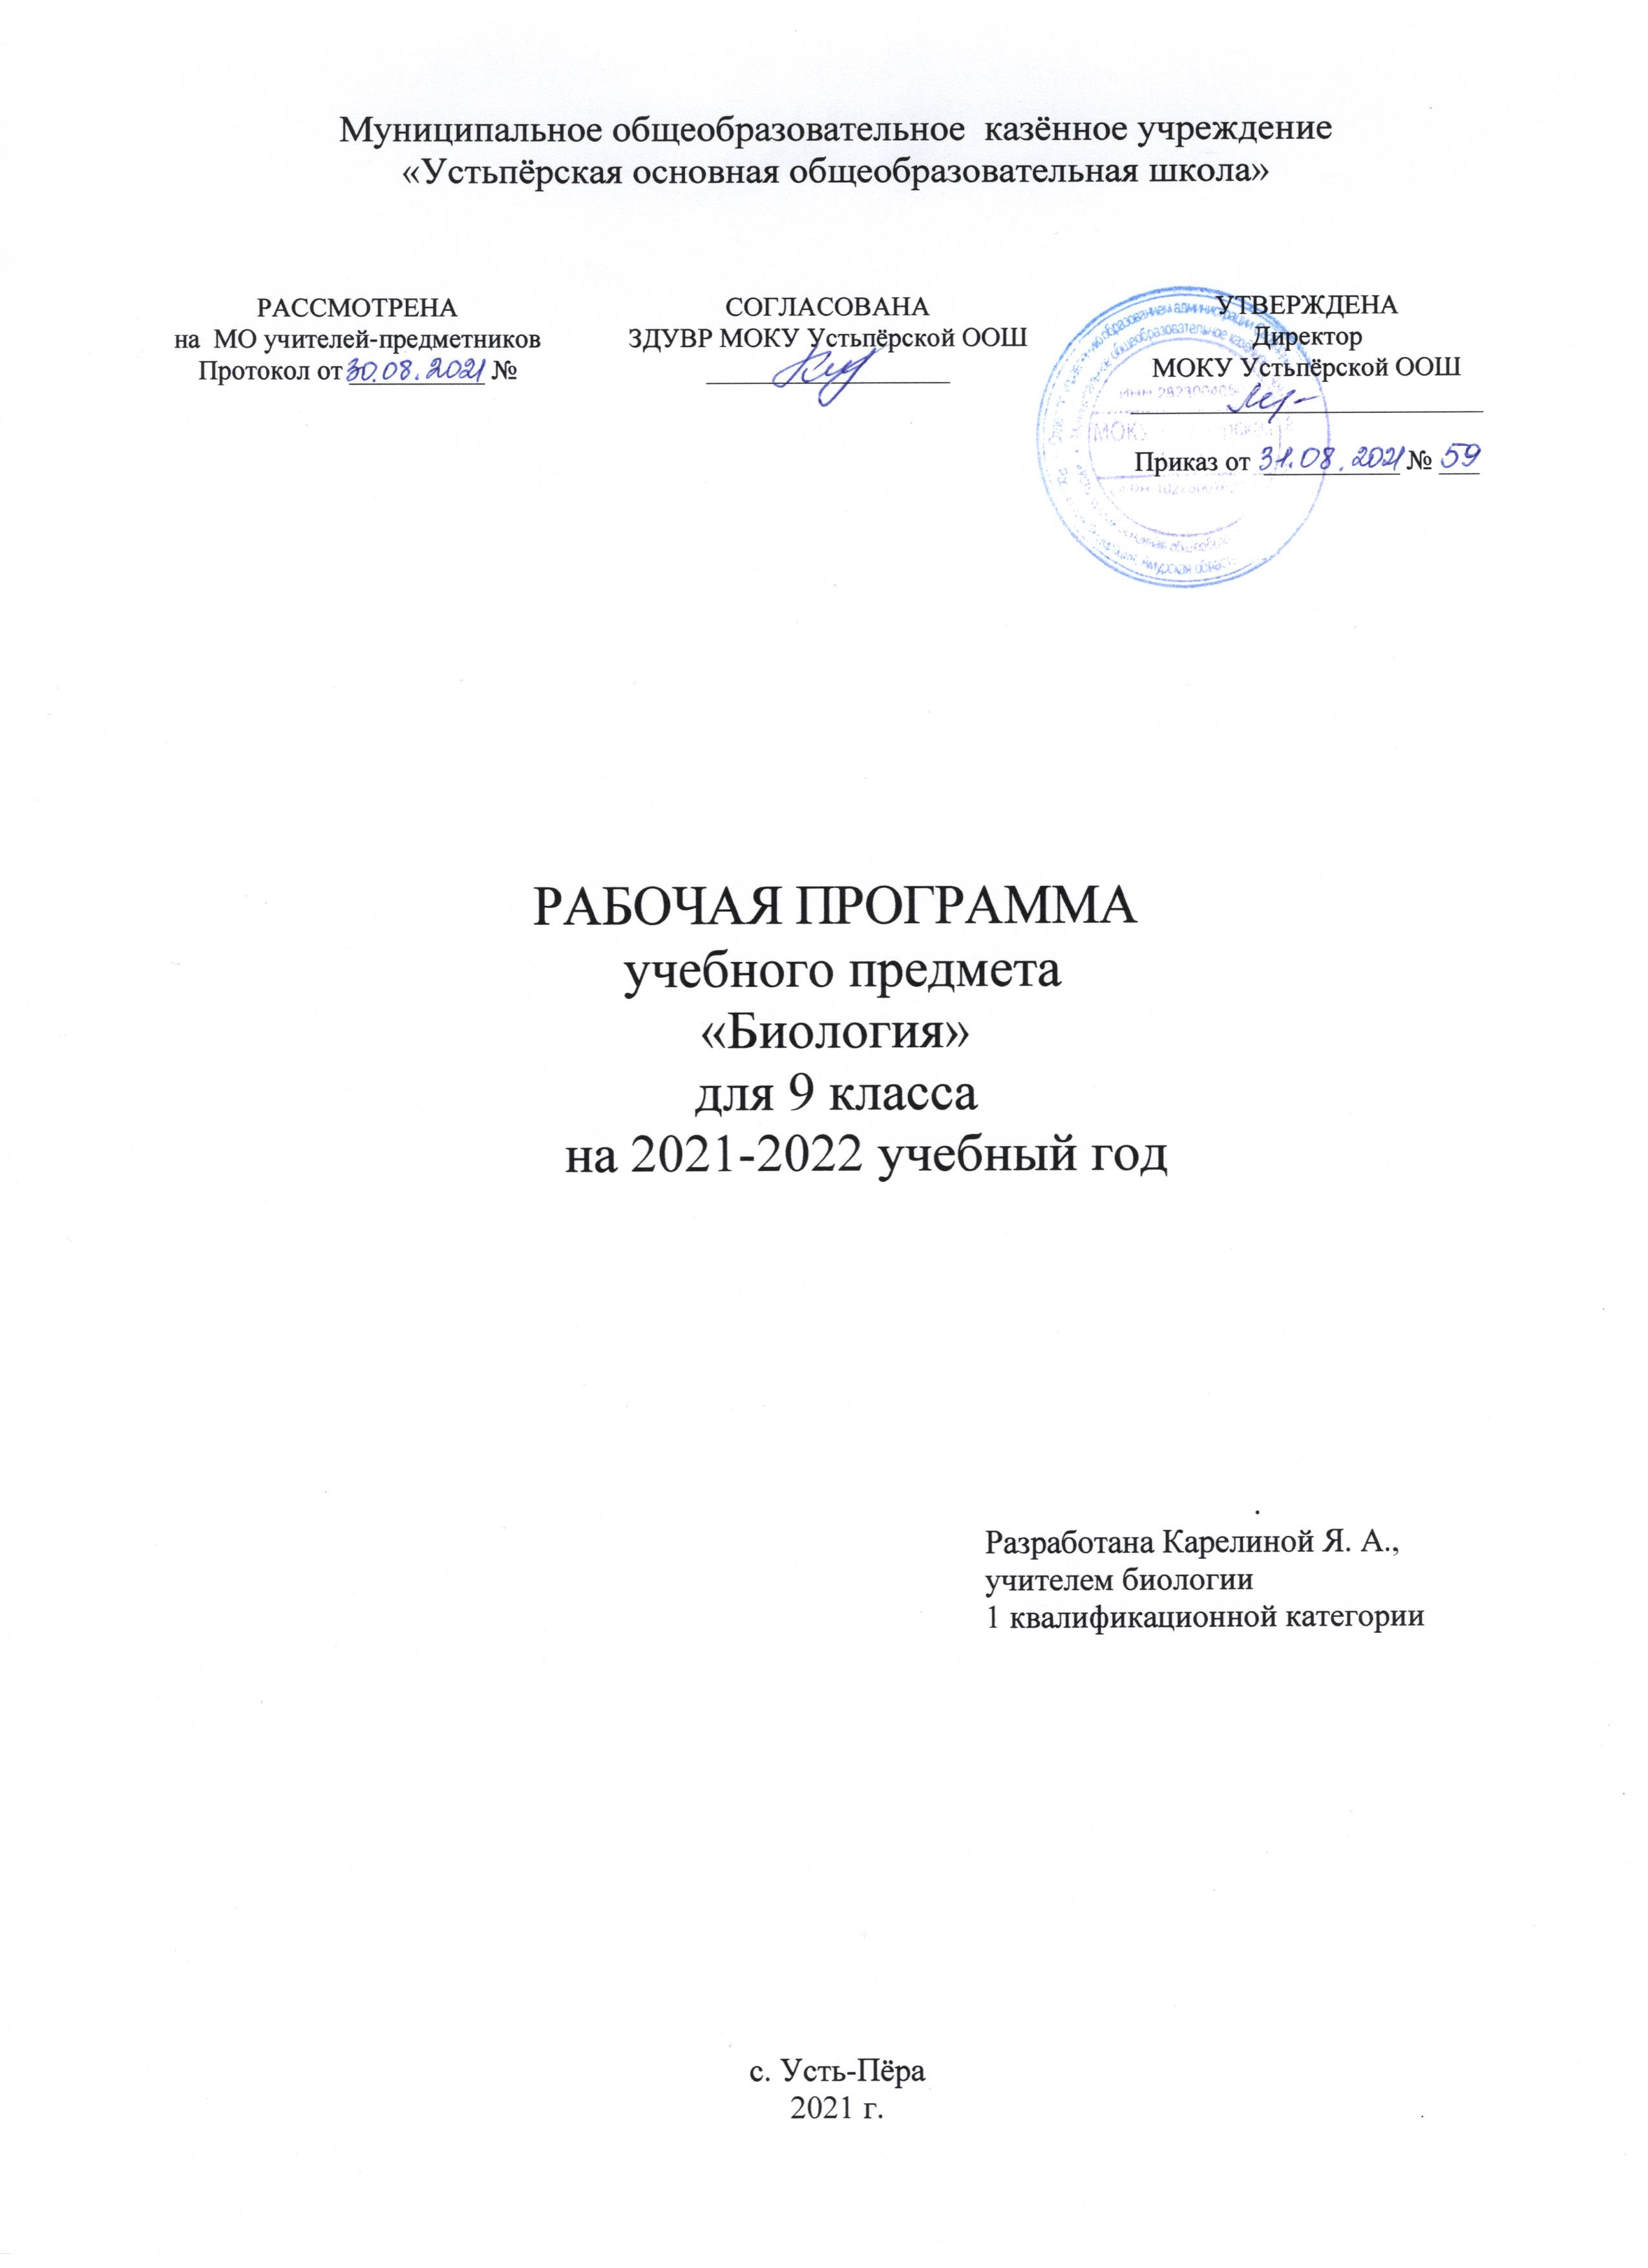 Муниципальное общеобразовательное казённое учреждение
«Устьпёрская основная общеобразовательная школа»
РАССМОТРЕНА
на МО учителей-предметников
Протокол от 30.08.2021 №
СОГЛАСОВАНА
ЗДУВР МОКУ Устьпёрской ООШ
УТВЕРЖДЕНА
Директор
МОКУ Устьпёрской ООШ
Приказ от 31.08.2021 № 59
РАБОЧАЯ ПРОГРАММА
учебного предмета
«Биология»
для 9 класса
на 2021-2022 учебный год
Разработана Карелиной Я. А.,
учителем биологии
1 квалификационной категории
с. Усть-Пёра
2021 г.